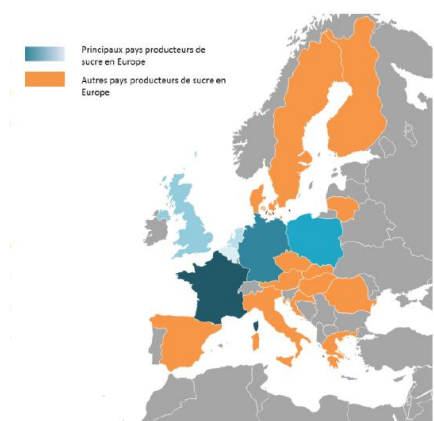 Principaux pays producteurs de
sucre en Europe
Autres pays producteurs de sucre en
Europe